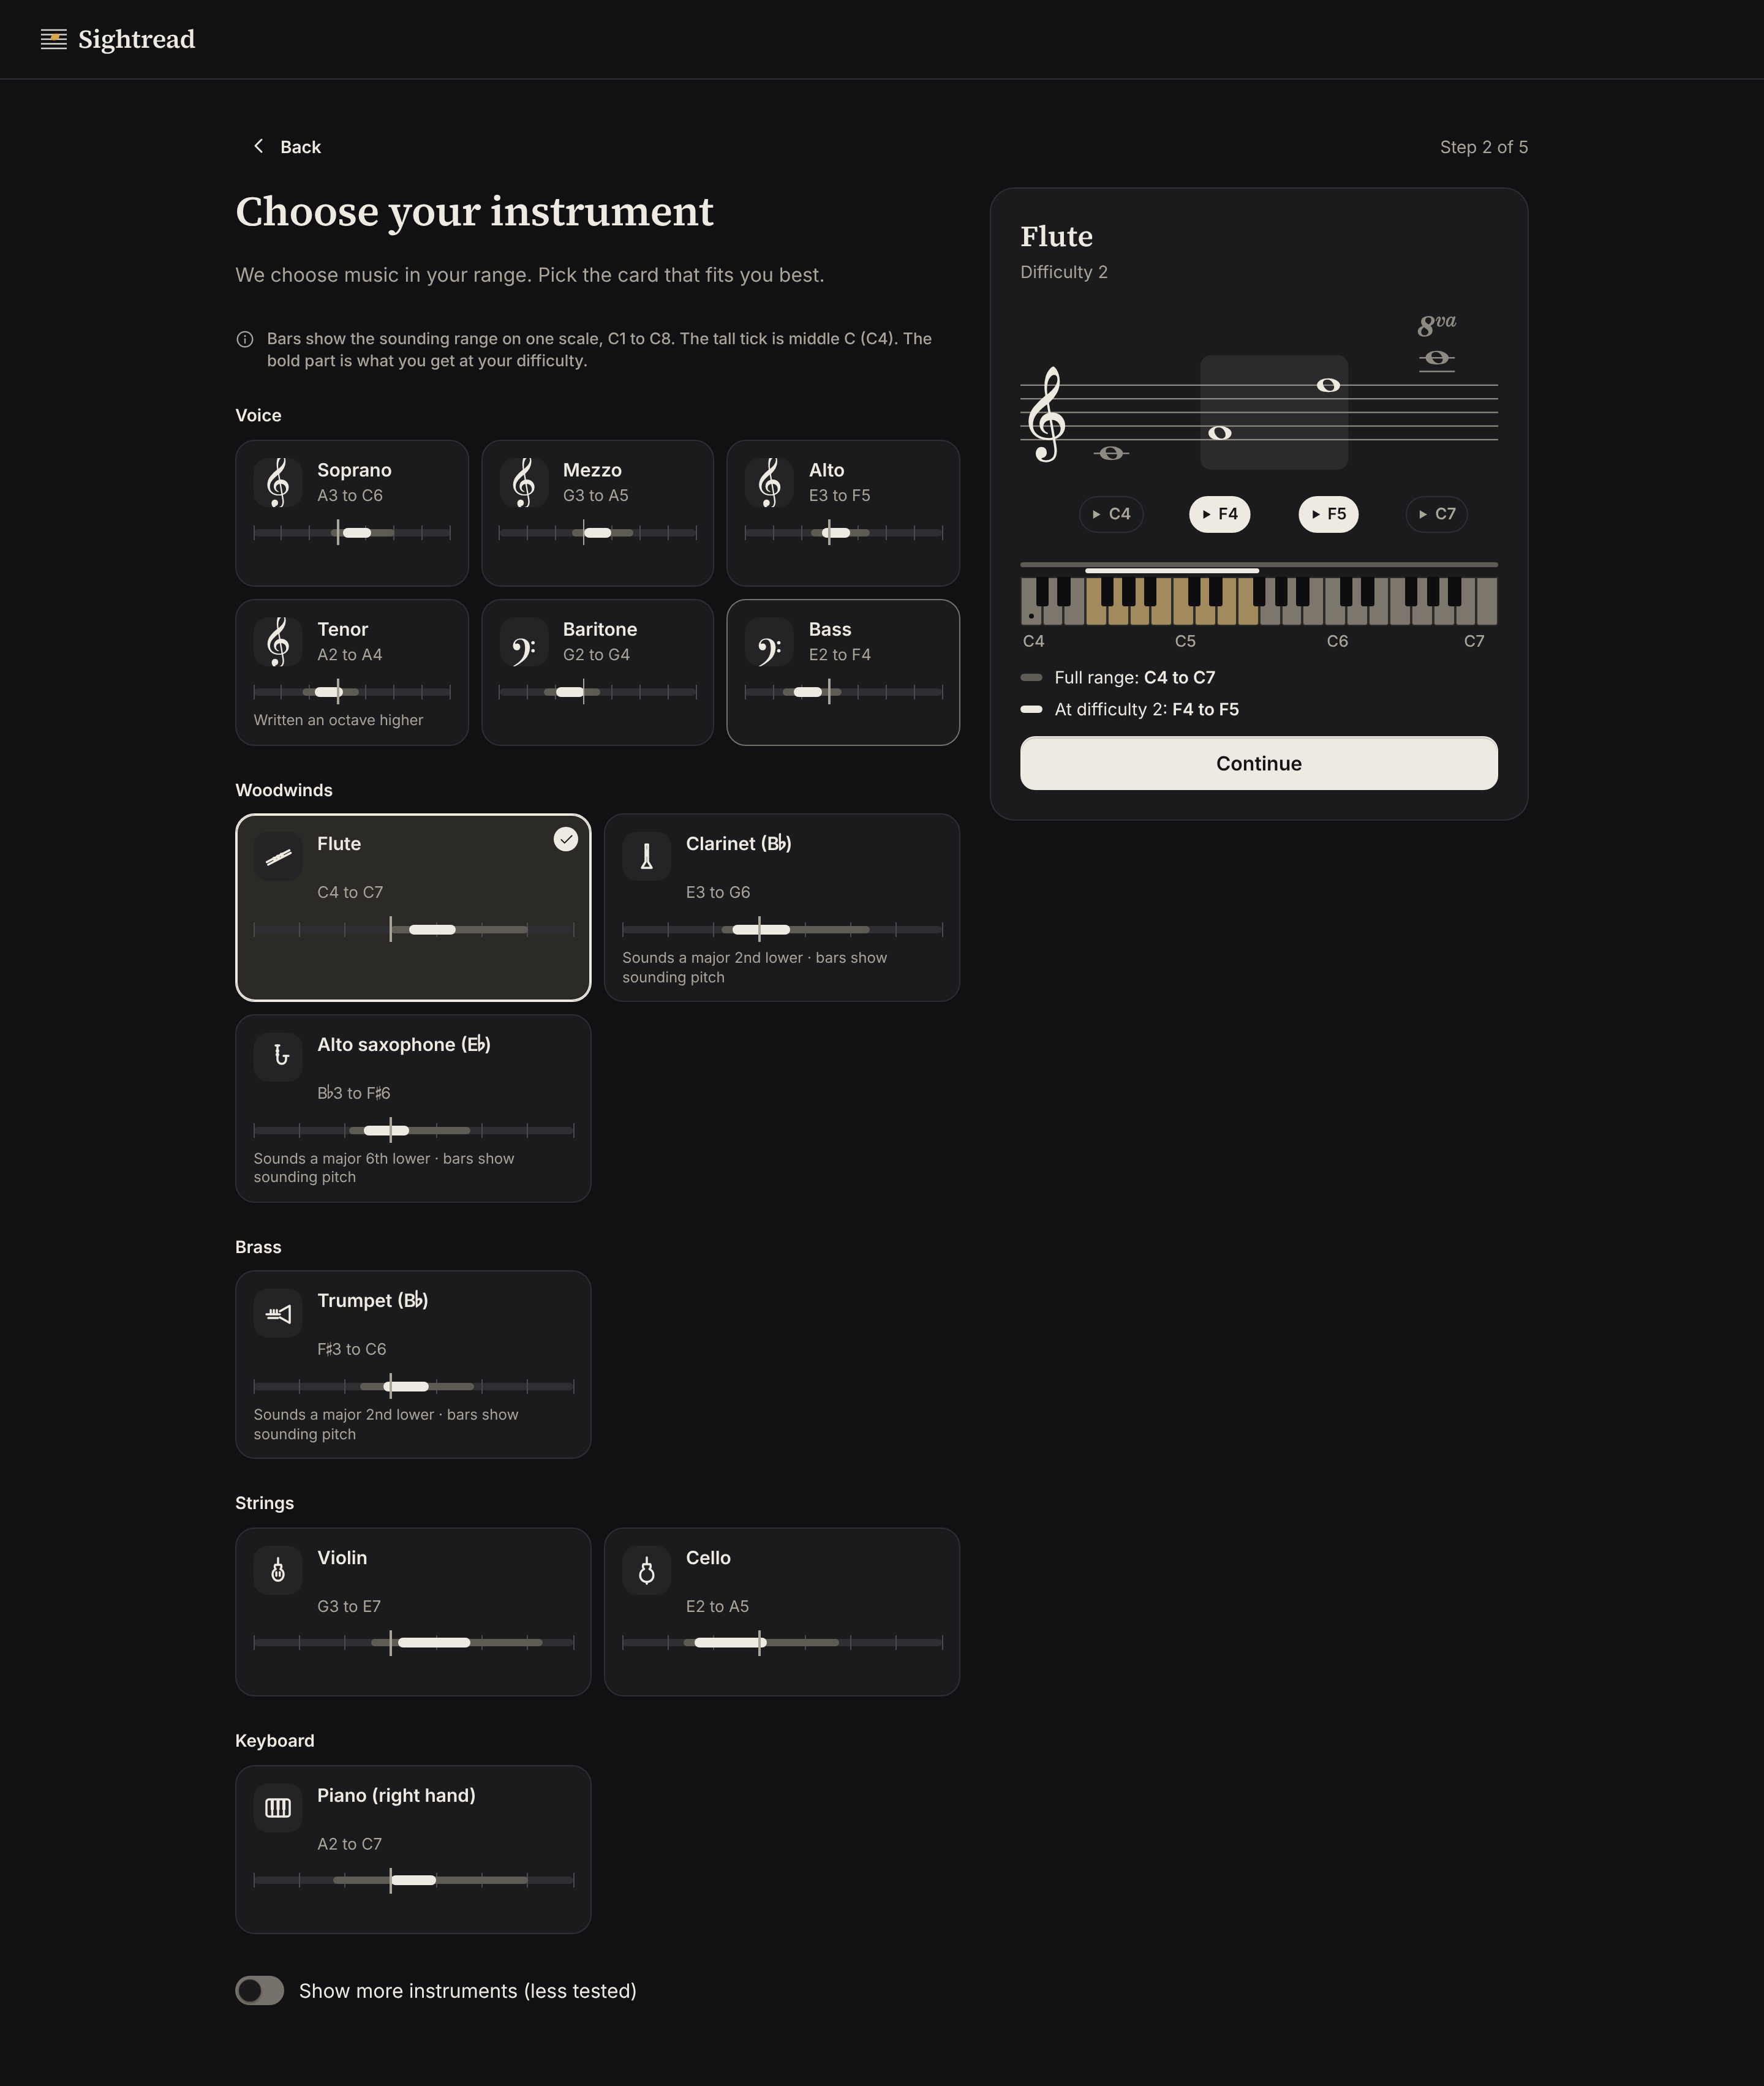 Sightread
Back
Step 2 of 5
Choose your instrument
We choose music in your range. Pick the card that fits you best.
Bars show the sounding range on one scale, C1 to C8. The tall tick is middle C (C4). The
bold part is what you get at your difficulty.
Voice
Soprano
A3 to C6
Mezzo
G3 to A5
Alto
E3 to F5
Tenor
A2 to A4
Written an octave higher
Baritone
G2 to G4
Bass
E2 to F4
Woodwinds
Flute
C4 to C7
Clarinet (B♭)
E3 to G6
Sounds a major 2nd lower · bars show
sounding pitch
Alto saxophone (E♭)
B♭3 to F♯6
Sounds a major 6th lower · bars show
sounding pitch
Brass
Trumpet (B♭)
F♯3 to C6
Sounds a major 2nd lower · bars show
sounding pitch
Strings
Violin
G3 to E7
Cello
E2 to A5
Keyboard
Piano (right hand)
A2 to C7
Show more instruments (less tested)
Flute
Difficulty 2
8va
C4
F4
F5
C7
C4
C5
C6
C7
Full range: C4 to C7
At difficulty 2: F4 to F5
Continue